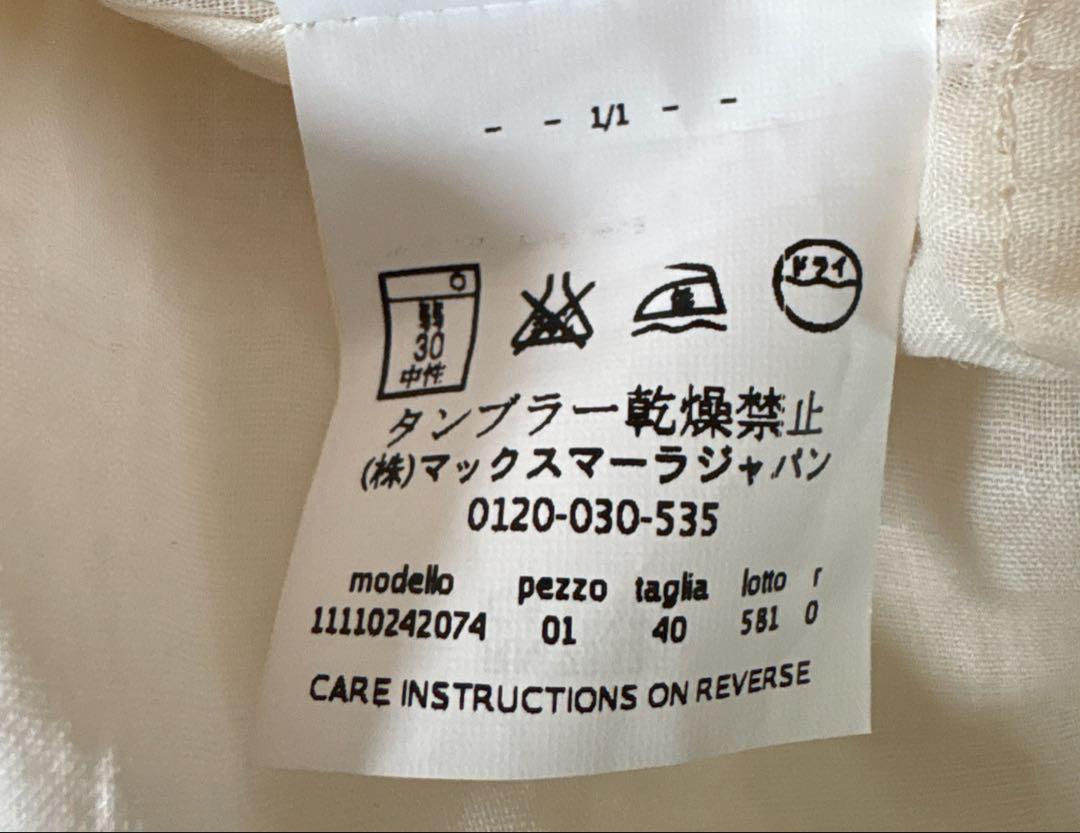 - - 1/1 - -
弱
30
中性
ドライ
タンブラー乾燥禁止
(株)マックスマーラジャパン
0120-030-535
modello pezzo taglia lotto r
11110242074 01 40 581 0
CARE INSTRUCTIONS ON REVERSE